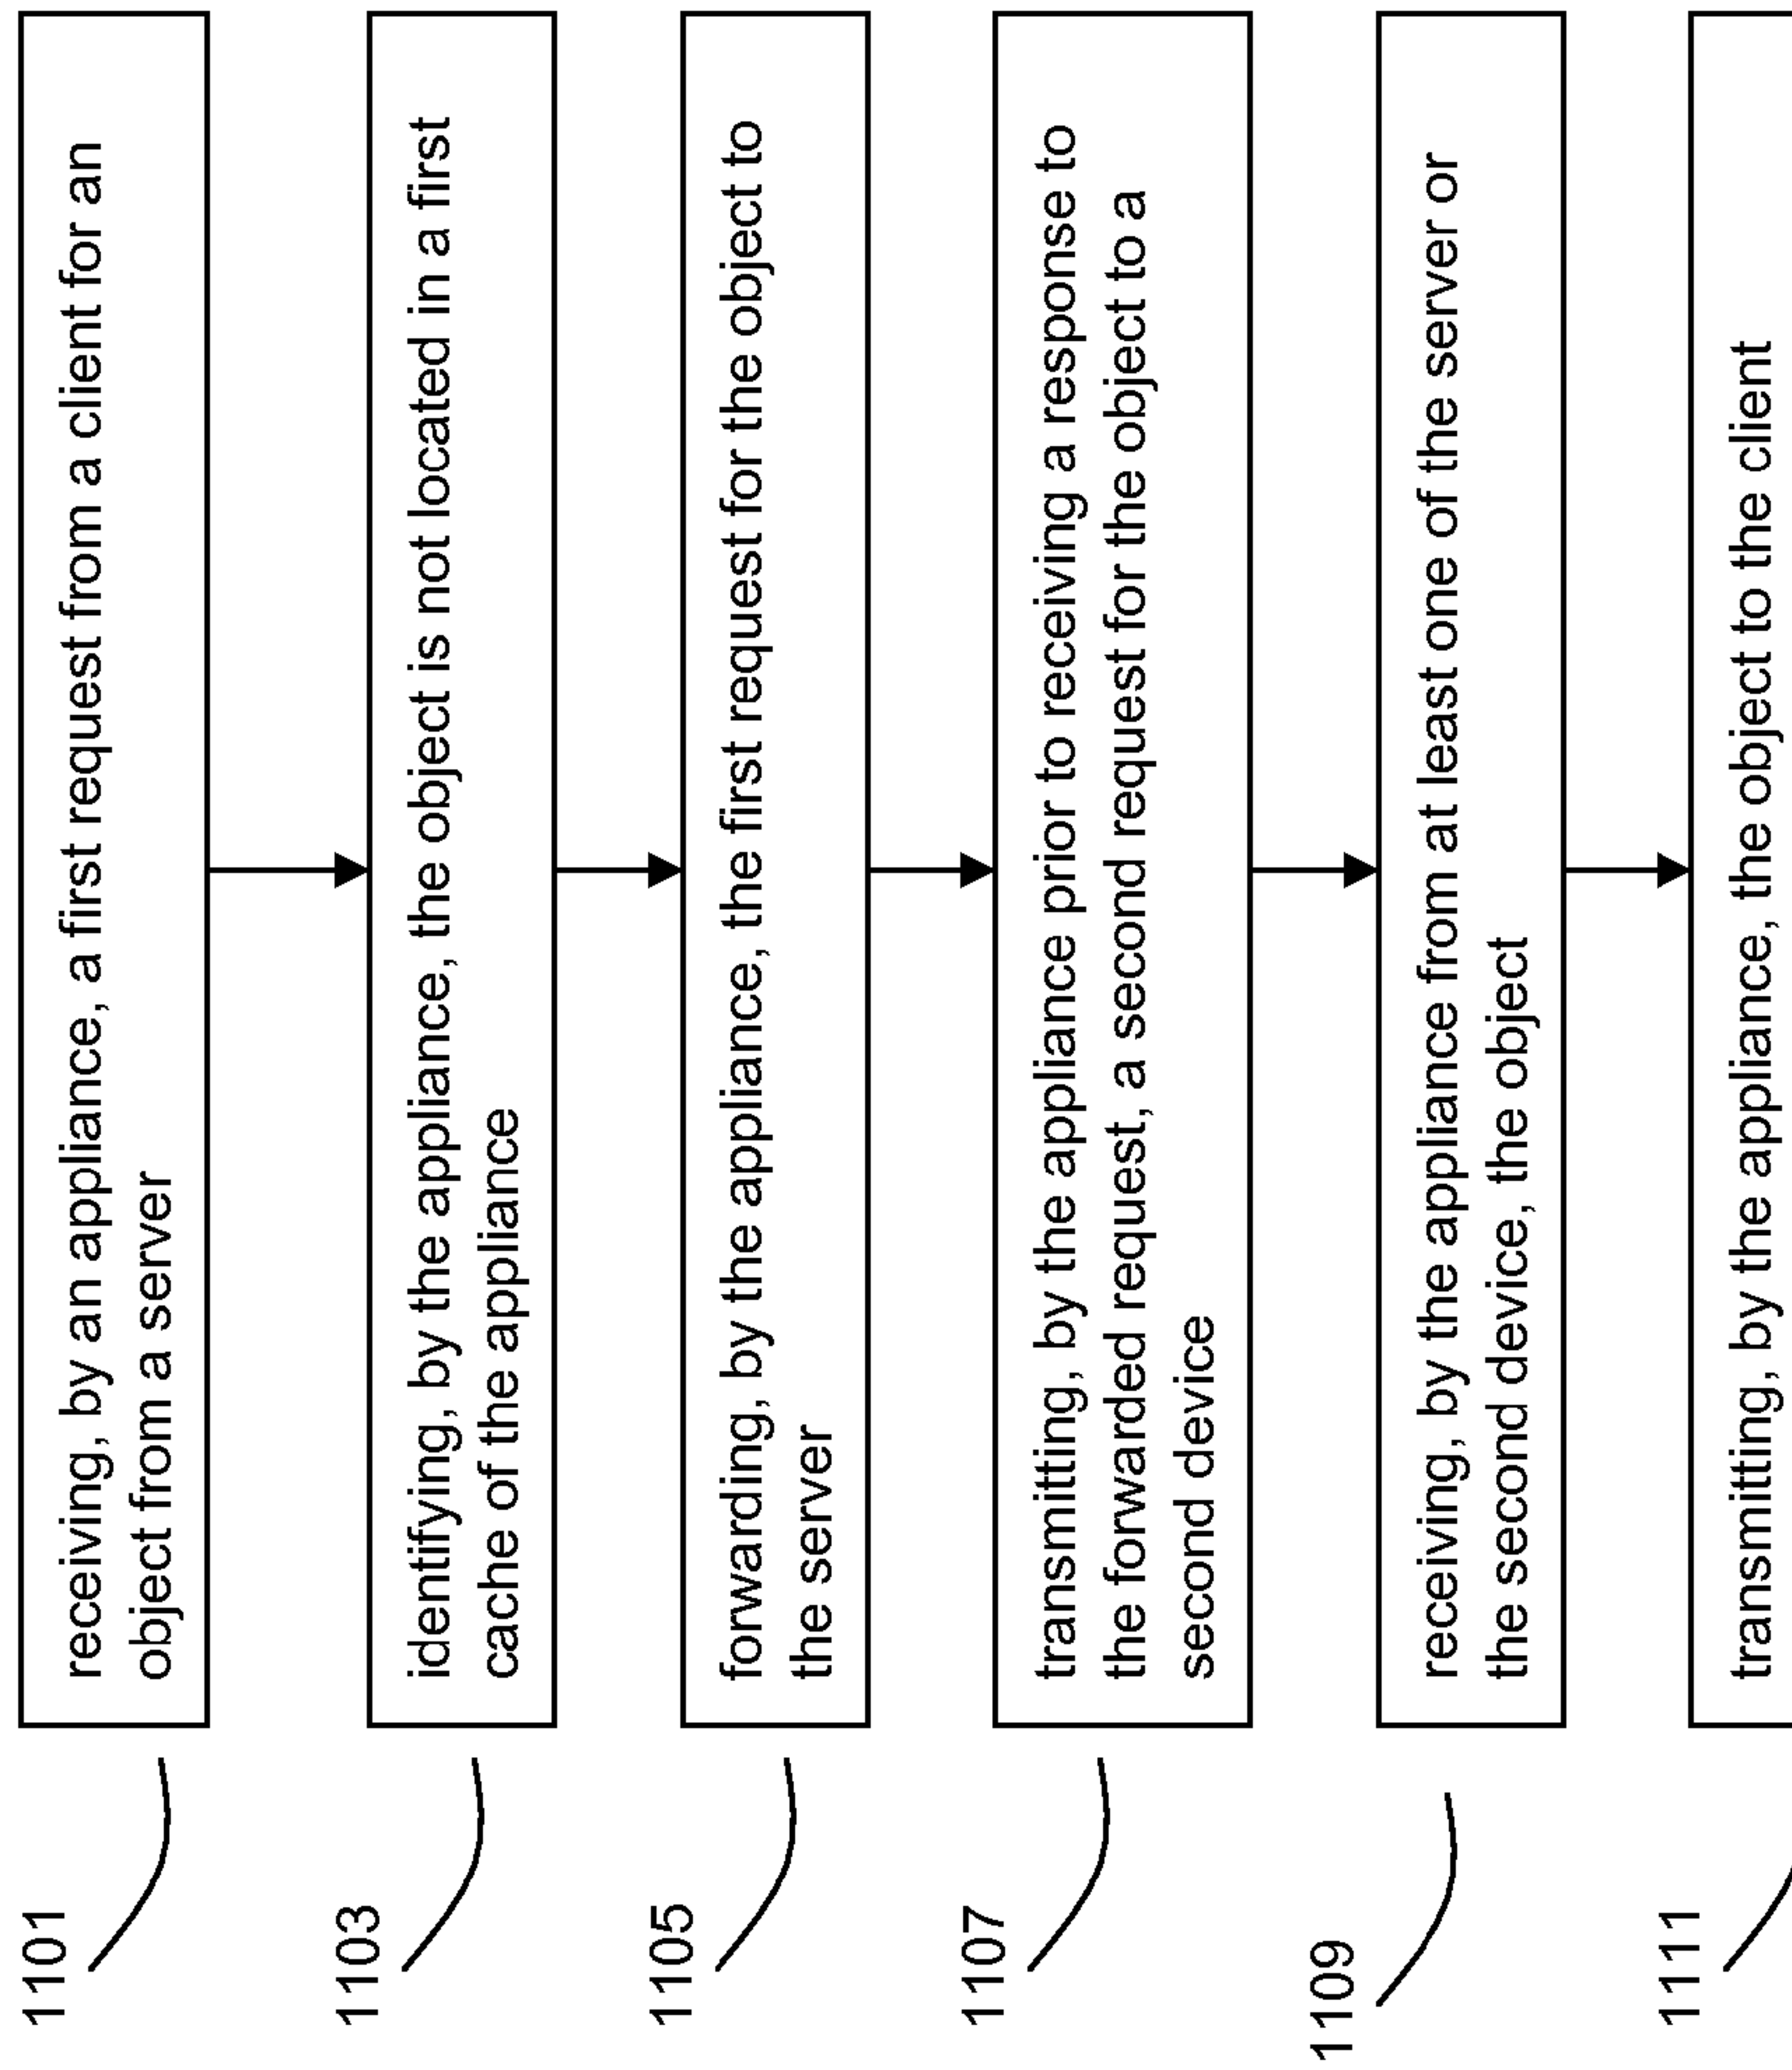 1101
receiving, by an appliance, a first request from a client for an
object from a server
1103
identifying, by the appliance, the object is not located in a first
cache of the appliance
1105
forwarding, by the appliance, the first request for the object to
the server
1107
transmitting, by the appliance prior to receiving a response to
the forwarded request, a second request for the object to a
second device
1109
receiving, by the appliance from at least one of the server or
the second device, the object
1111
transmitting, by the appliance, the object to the client